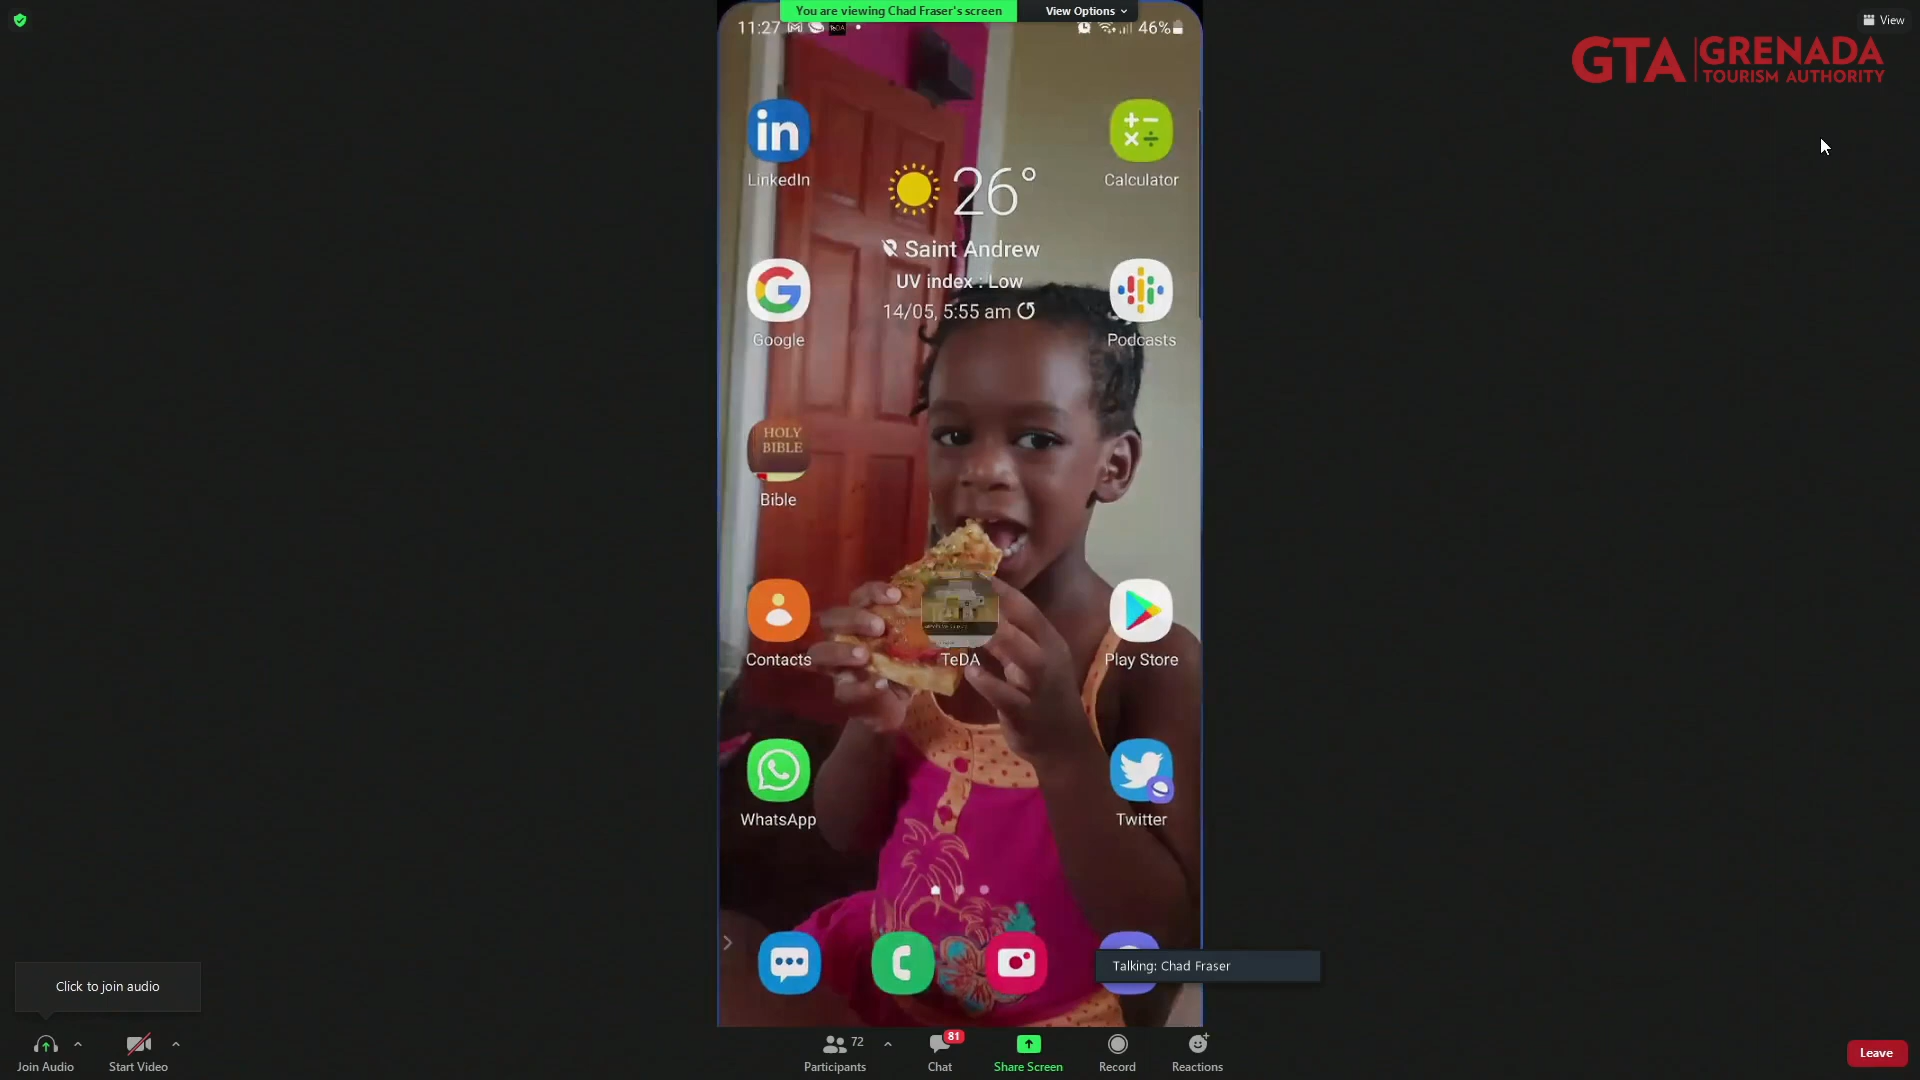 You are viewing Chad Fraser's screen
View Options
View
GTA GRENADA
TOURISM AUTHORITY
11:27
46%
LinkedIn
Calculator
26°
Saint Andrew
UV index : Low
14/05, 5:55 am
Google
Podcasts
HOLY
BIBLE
Bible
Contacts
TeDA
Play Store
WhatsApp
Twitter
Talking: Chad Fraser
Click to join audio
Join Audio
Start Video
72
Participants
81
Chat
Share Screen
Record
Reactions
Leave